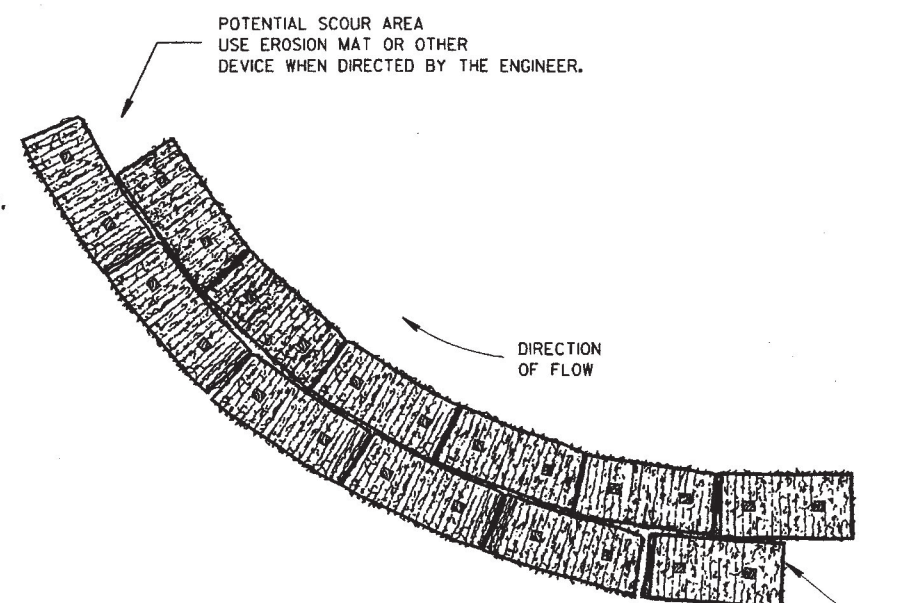 POTENTIAL SCOUR AREA
USE EROSION MAT OR OTHER
DEVICE WHEN DIRECTED BY THE ENGINEER.
DIRECTION
OF FLOW